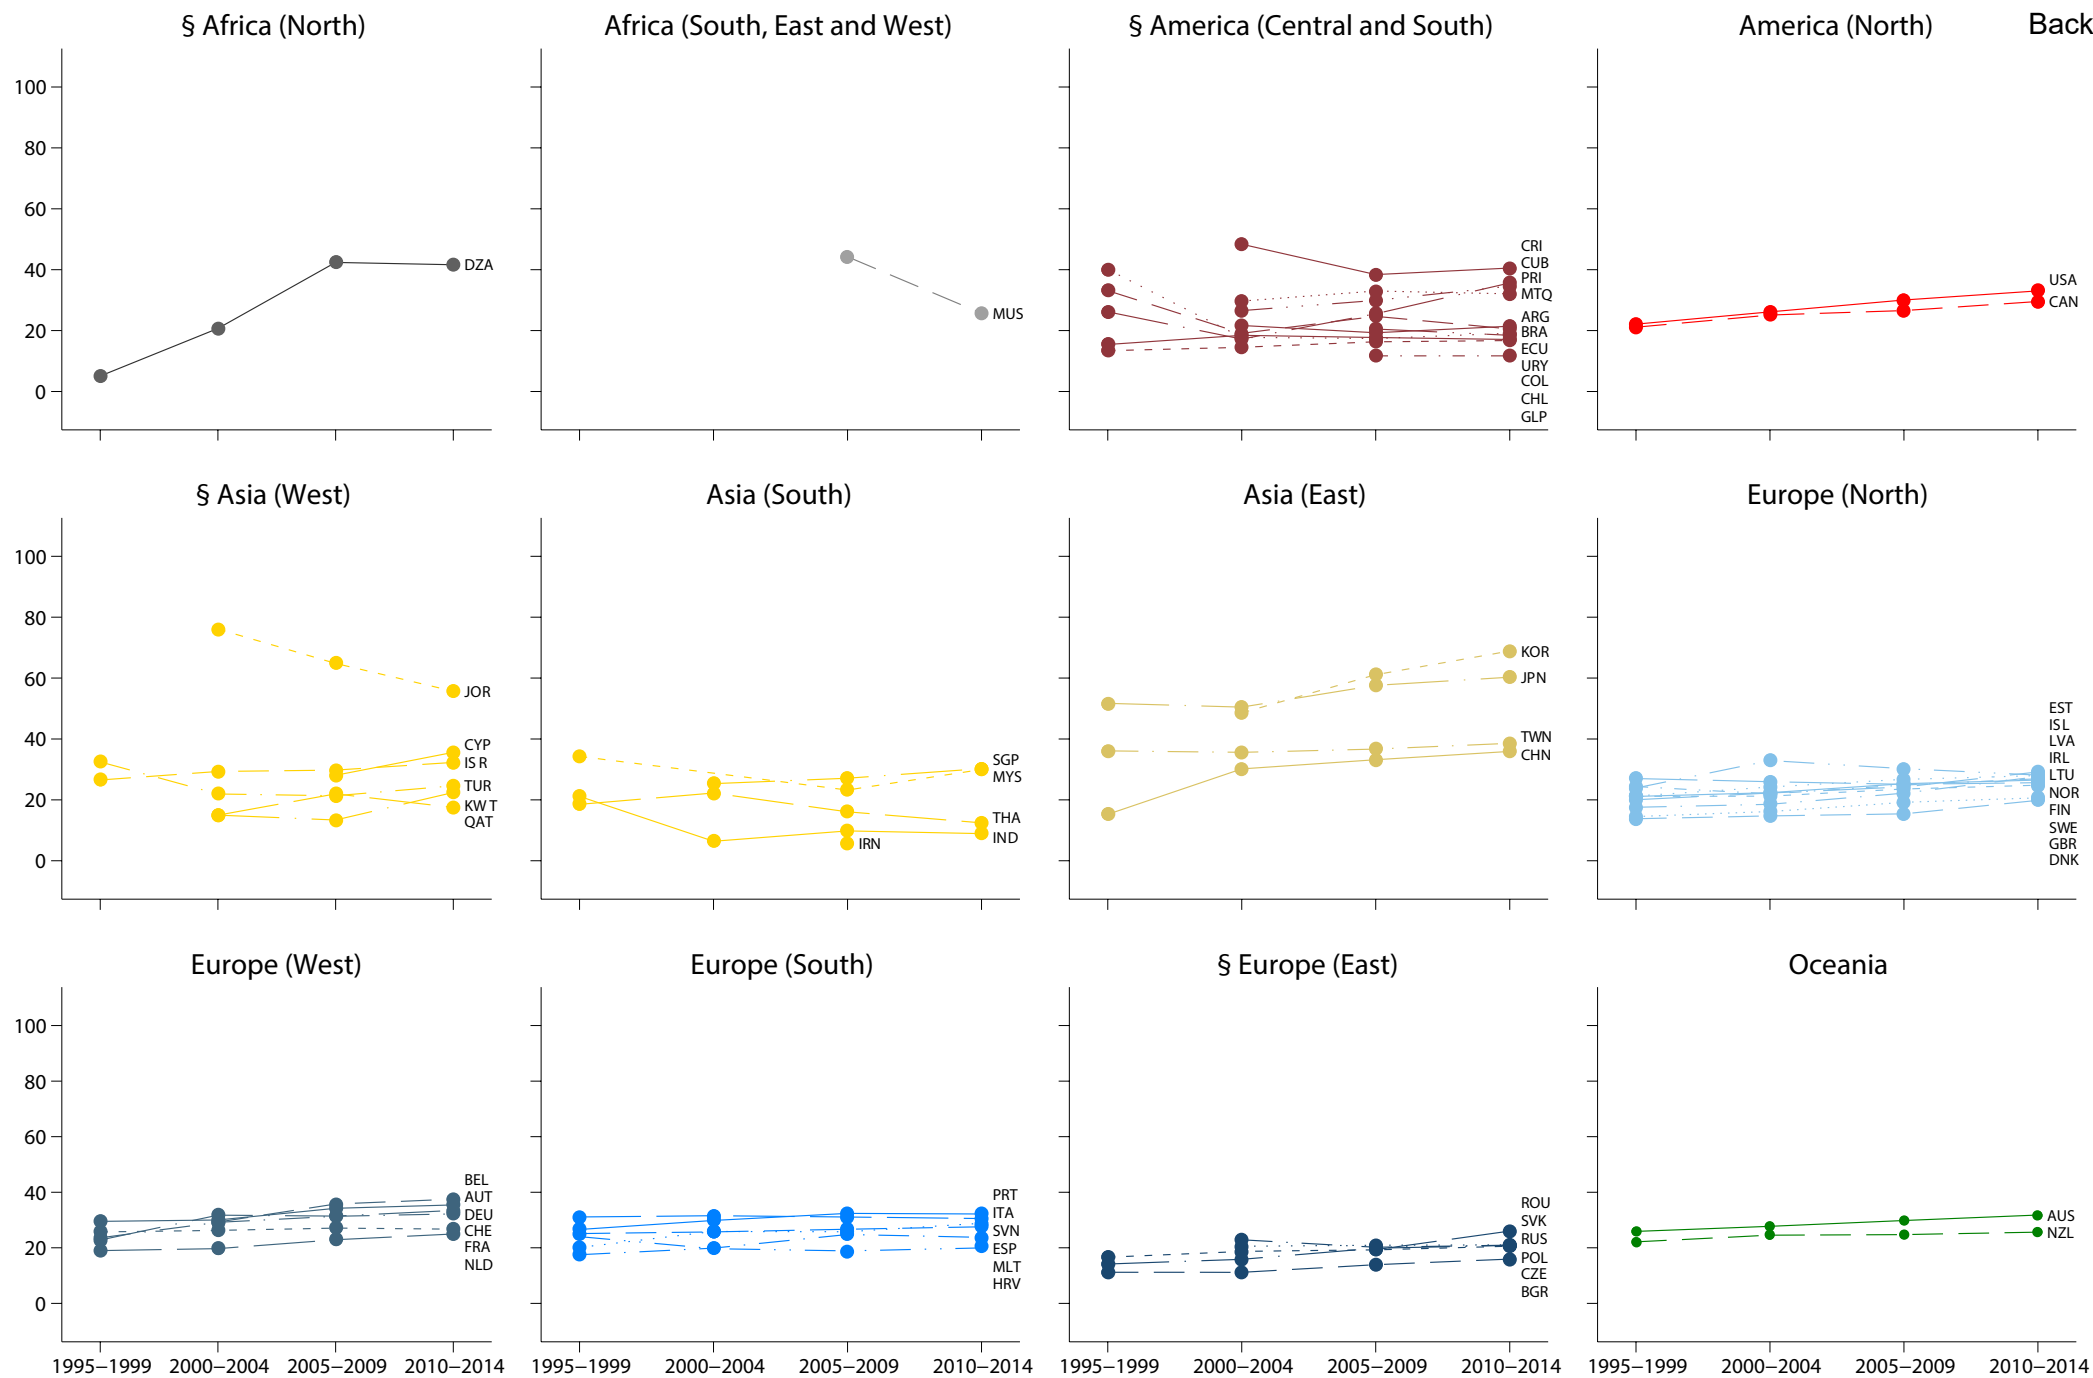 § Africa (North)
Africa (South, East and West)
§ America (Central and South)
America (North)
Back
100
80
60
40
20
0
DZA
MUS
CRI
CUB
PRI
MTQ
ARG
BRA
ECU
URY
COL
CHL
GLP
USA
CAN
§ Asia (West)
Asia (South)
Asia (East)
Europe (North)
100
80
60
40
20
0
JOR
CYP
IS R
TUR
KW T
QAT
SGP
MYS
THA
IND
IRN
KOR
JPN
TWN
CHN
EST
ISL
LVA
IRL
LTU
NOR
FIN
SWE
GBR
DNK
Europe (West)
Europe (South)
§ Europe (East)
Oceania
100
80
60
40
20
0
BEL
AUT
DEU
CHE
FRA
NLD
PRT
ITA
SVN
ESP
MLT
HRV
ROU
SVK
RUS
POL
CZE
BGR
AUS
NZL
1995–1999 2000–2004 2005–2009 2010–2014
1995–1999 2000–2004 2005–2009 2010–2014
1995–1999 2000–2004 2005–2009 2010–2014
1995–1999 2000–2004 2005–2009 2010–2014